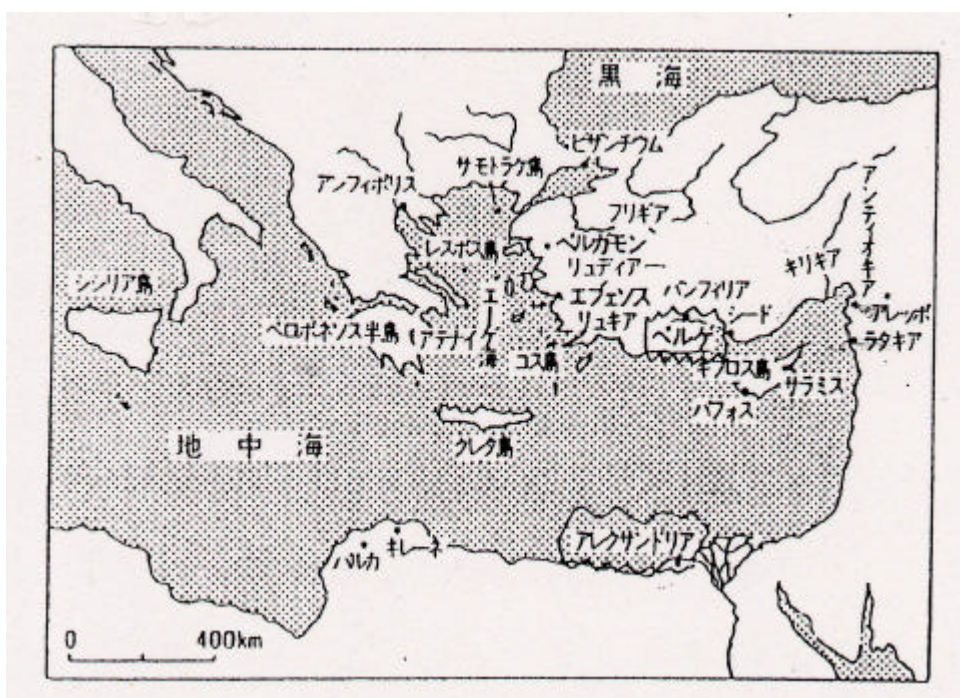 黒海
ビザンチウム
サモトラケ島
アンフィポリス
フリギア
アンティオキア
レスボス島
ペルガモン
リュディアー
キリキア
シシリア島
エーゲ海
エフェソス
パンフィリア
アレッポ
ペロポネソス半島
アテナイ
リュキア
ペルゲ
シード
ラタキア
コス島
キプロス島
サラミス
パフォス
地中海
クレタ島
アレクサンドリア
バルカ
キレーネ
0 400km